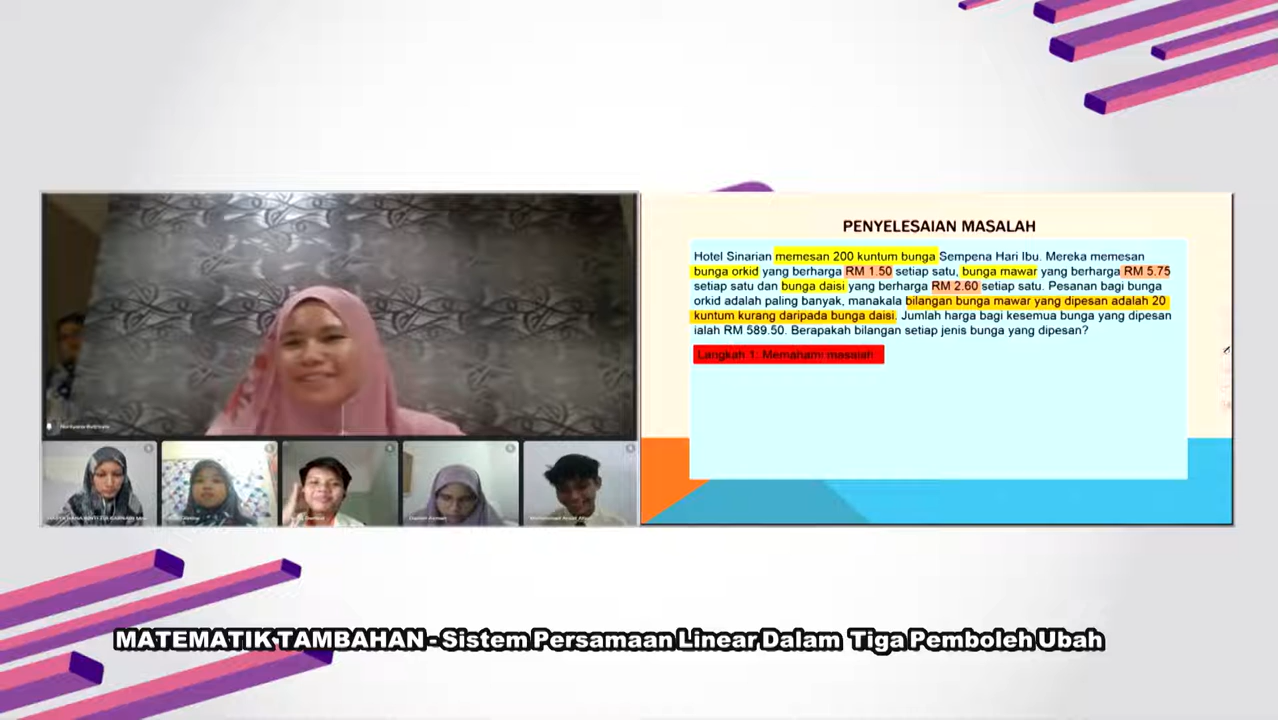 PENYELESAIAN MASALAH
Hotel Sinarian memesan 200 kuntum bunga Sempena Hari Ibu. Mereka memesan
bunga orkid yang berharga RM 1.50 setiap satu, bunga mawar yang berharga RM 5.75
setiap satu dan bunga daisi yang berharga RM 2.60 setiap satu. Pesanan bagi bunga
orkid adalah paling banyak, manakala bilangan bunga mawar yang dipesan adalah 20
kuntum kurang daripada bunga daisi. Jumlah harga bagi kesemua bunga yang dipesan
ialah RM 589.50. Berapakah bilangan setiap jenis bunga yang dipesan?
Langkah 1: Memahami masalah
MATEMATIK TAMBAHAN - Sistem Persamaan Linear Dalam Tiga Pemboleh Ubah